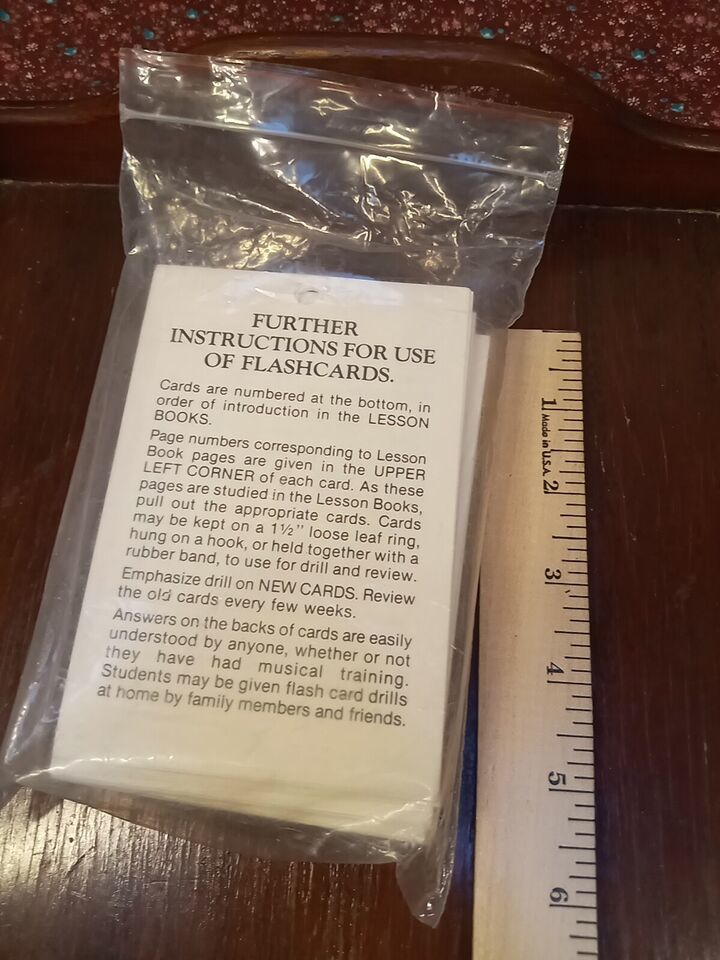 FURTHER
INSTRUCTIONS FOR USE
OF FLASHCARDS.
Cards are numbered at the bottom, in
order of introduction in the LESSON
BOOKS.
Page numbers corresponding to Lesson
Book pages are given in the UPPER
LEFT CORNER of each card. As these
pages are studied in the Lesson Books,
pull out the appropriate cards. Cards
may be kept on a 1½" loose leaf ring,
hung on a hook, or held together with a
rubber band, to use for drill and review.
Emphasize drill on NEW CARDS. Review
the old cards every few weeks.
Answers on the backs of cards are easily
understood by anyone, whether or not
they have had musical training.
Students may be given flash card drills
at home by family members and friends.
1
Made in U.S.A.
2
3
4
5
6